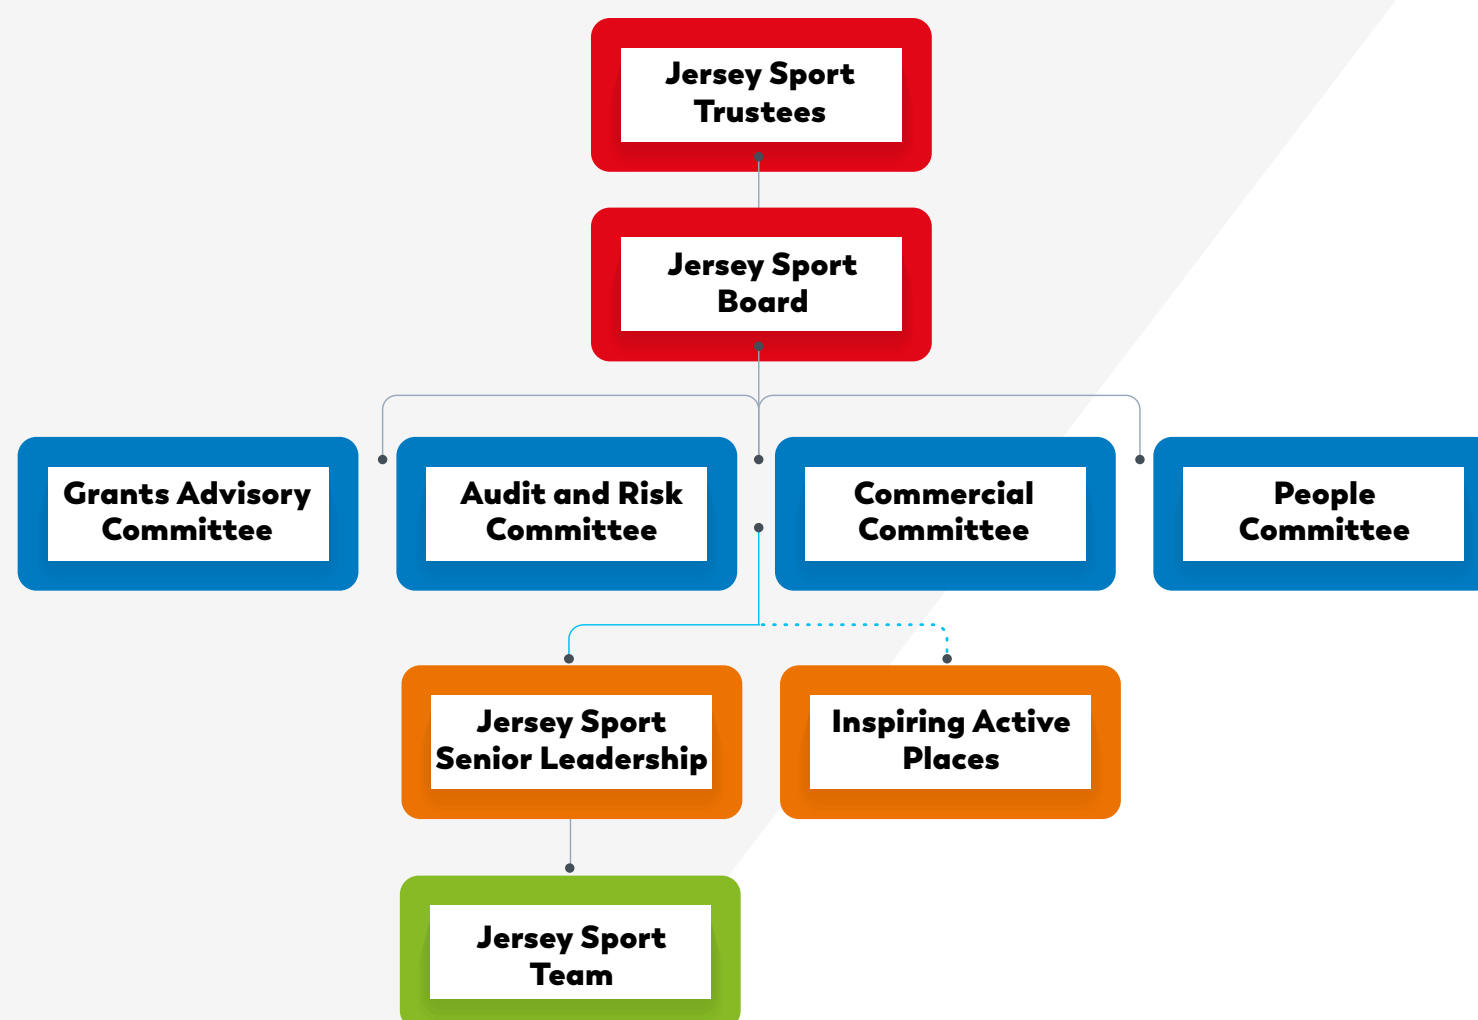 Jersey Sport
Trustees
Jersey Sport
Board
Grants Advisory
Committee
Audit and Risk
Committee
Commercial
Committee
People
Committee
Jersey Sport
Senior Leadership
Inspiring Active
Places
Jersey Sport
Team